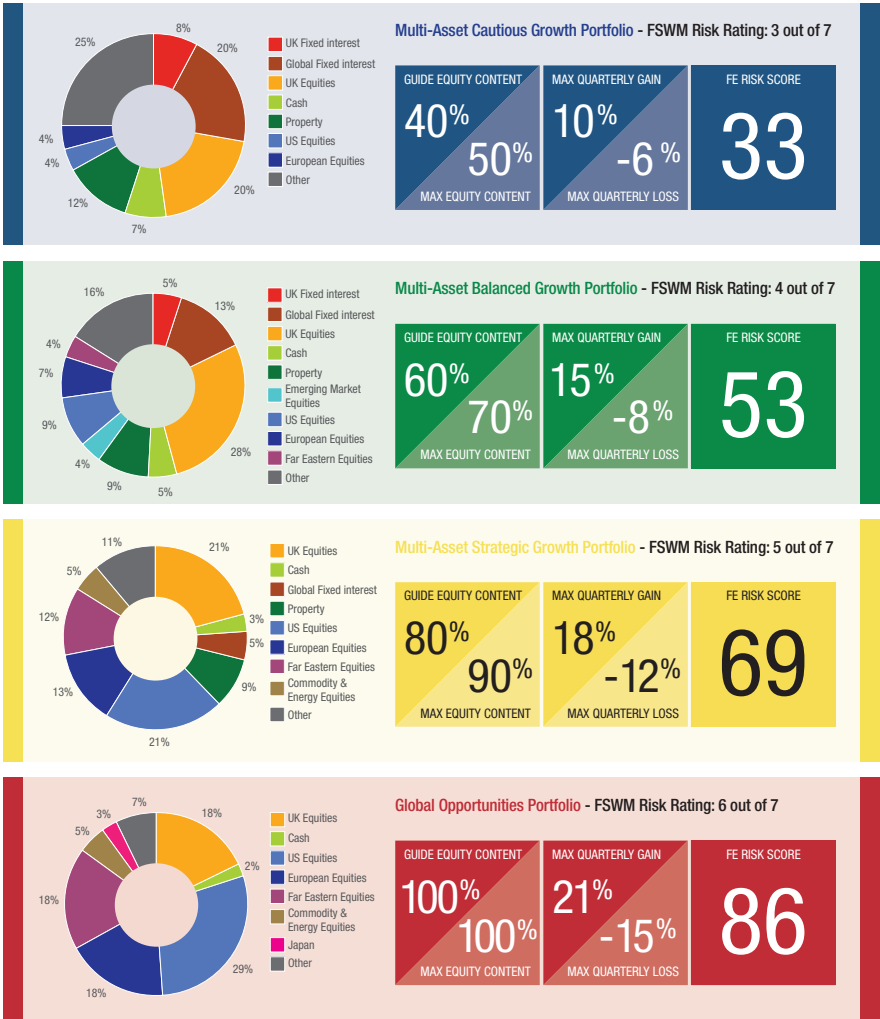 8%
20%
20%
7%
12%
4%
4%
25%
UK Fixed interest
Global Fixed interest
UK Equities
Cash
Property
US Equities
European Equities
Other
Multi-Asset Cautious Growth Portfolio - FSWM Risk Rating: 3 out of 7
GUIDE EQUITY CONTENT
40%
50%
MAX EQUITY CONTENT
MAX QUARTERLY GAIN
10%
-6 %
MAX QUARTERLY LOSS
FE RISK SCORE
33
5%
13%
28%
5%
9%
4%
9%
7%
4%
16%
UK Fixed interest
Global Fixed interest
UK Equities
Cash
Property
Emerging Market
Equities
US Equities
European Equities
Far Eastern Equities
Other
Multi-Asset Balanced Growth Portfolio - FSWM Risk Rating: 4 out of 7
GUIDE EQUITY CONTENT
60%
70%
MAX EQUITY CONTENT
MAX QUARTERLY GAIN
15%
-8%
MAX QUARTERLY LOSS
FE RISK SCORE
53
21%
3%
5%
9%
21%
13%
12%
5%
11%
UK Equities
Cash
Global Fixed interest
Property
US Equities
European Equities
Far Eastern Equities
Commodity &
Energy Equities
Other
Multi-Asset Strategic Growth Portfolio - FSWM Risk Rating: 5 out of 7
GUIDE EQUITY CONTENT
80%
90%
MAX EQUITY CONTENT
MAX QUARTERLY GAIN
18%
-12%
MAX QUARTERLY LOSS
FE RISK SCORE
69
18%
2%
29%
18%
18%
5%
3%
7%
UK Equities
Cash
US Equities
European Equities
Far Eastern Equities
Commodity &
Energy Equities
Japan
Other
Global Opportunities Portfolio - FSWM Risk Rating: 6 out of 7
GUIDE EQUITY CONTENT
100%
100%
MAX EQUITY CONTENT
MAX QUARTERLY GAIN
21%
-15%
MAX QUARTERLY LOSS
FE RISK SCORE
86